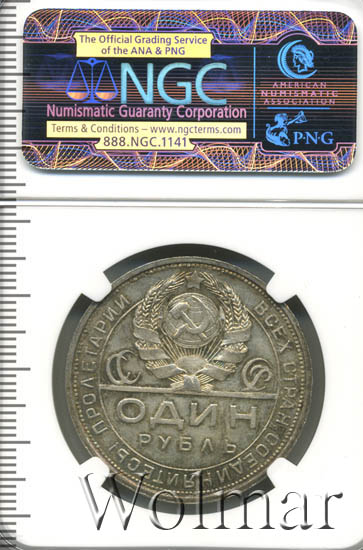 The Official Grading Service
of the ANA & PNG
NGC
Numismatic Guaranty Corporation
Terms & Conditions – www.ngcterms.com
888.NGC.1141
AMERICAN
NUMISMATIC
ASSOCIATION
P·N·G
ПРОЛЕТАРИИ ВСЕХ СТРАН СОЕДИНЯЙТЕСЬ
СС СР
ОДИН
РУБЛЬ
1
Wolmar